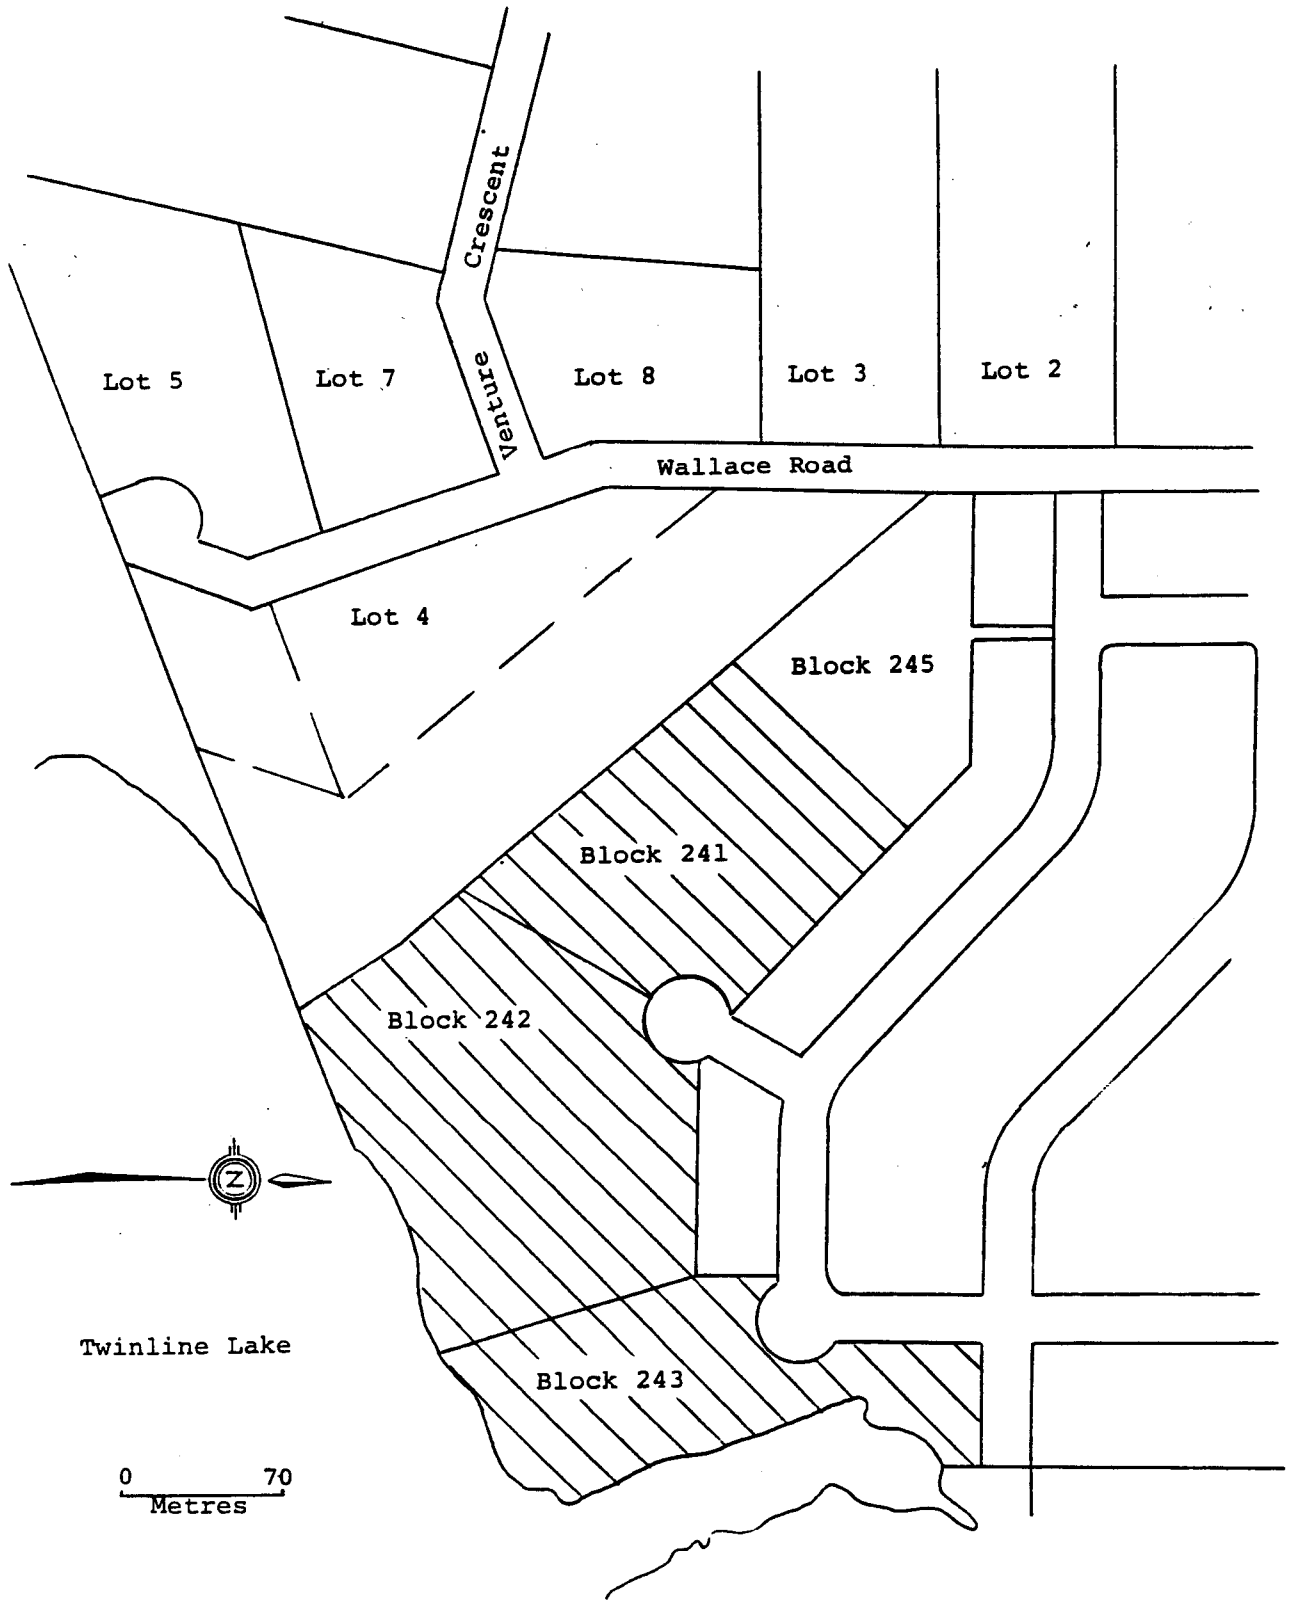 Crescent
Venture
Lot 5
Lot 7
Lot 8
Lot 3
Lot 2
Wallace Road
Lot 4
Block 245
Block 241
Block 242
N
Twinline Lake
Block 243
0 70
Metres